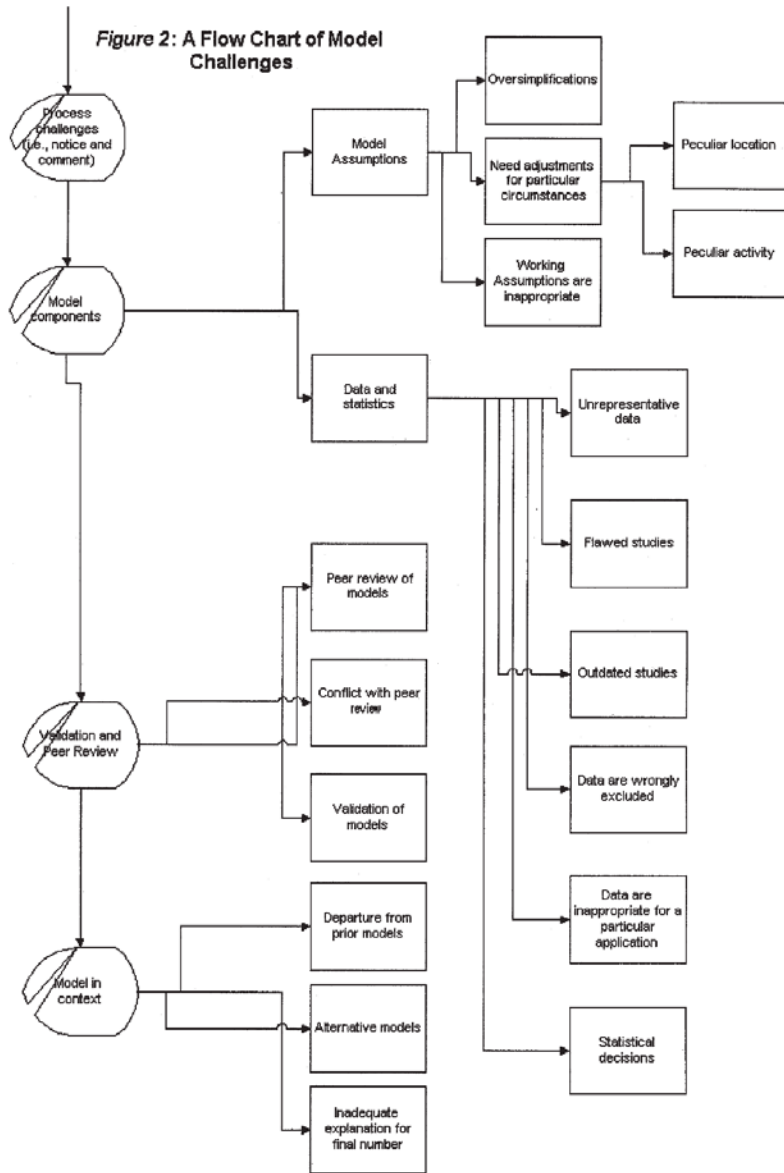 Figure 2: A Flow Chart of Model
Challenges
Process
challenges
(i.e., notice and
comment)
Model
Assumptions
Oversimplifications
Need adjustments
for particular
circumstances
Peculiar location
Peculiar activity
Working
Assumptions are
inappropriate
Model
components
Data and
statistics
Unrepresentative
data
Flawed studies
Outdated studies
Data are wrongly
excluded
Data are
inappropriate for a
particular
application
Statistical
decisions
Validation and
Peer Review
Peer review of
models
Conflict with peer
review
Validation of
models
Model in
context
Departure from
prior models
Alternative models
Inadequate
explanation for
final number